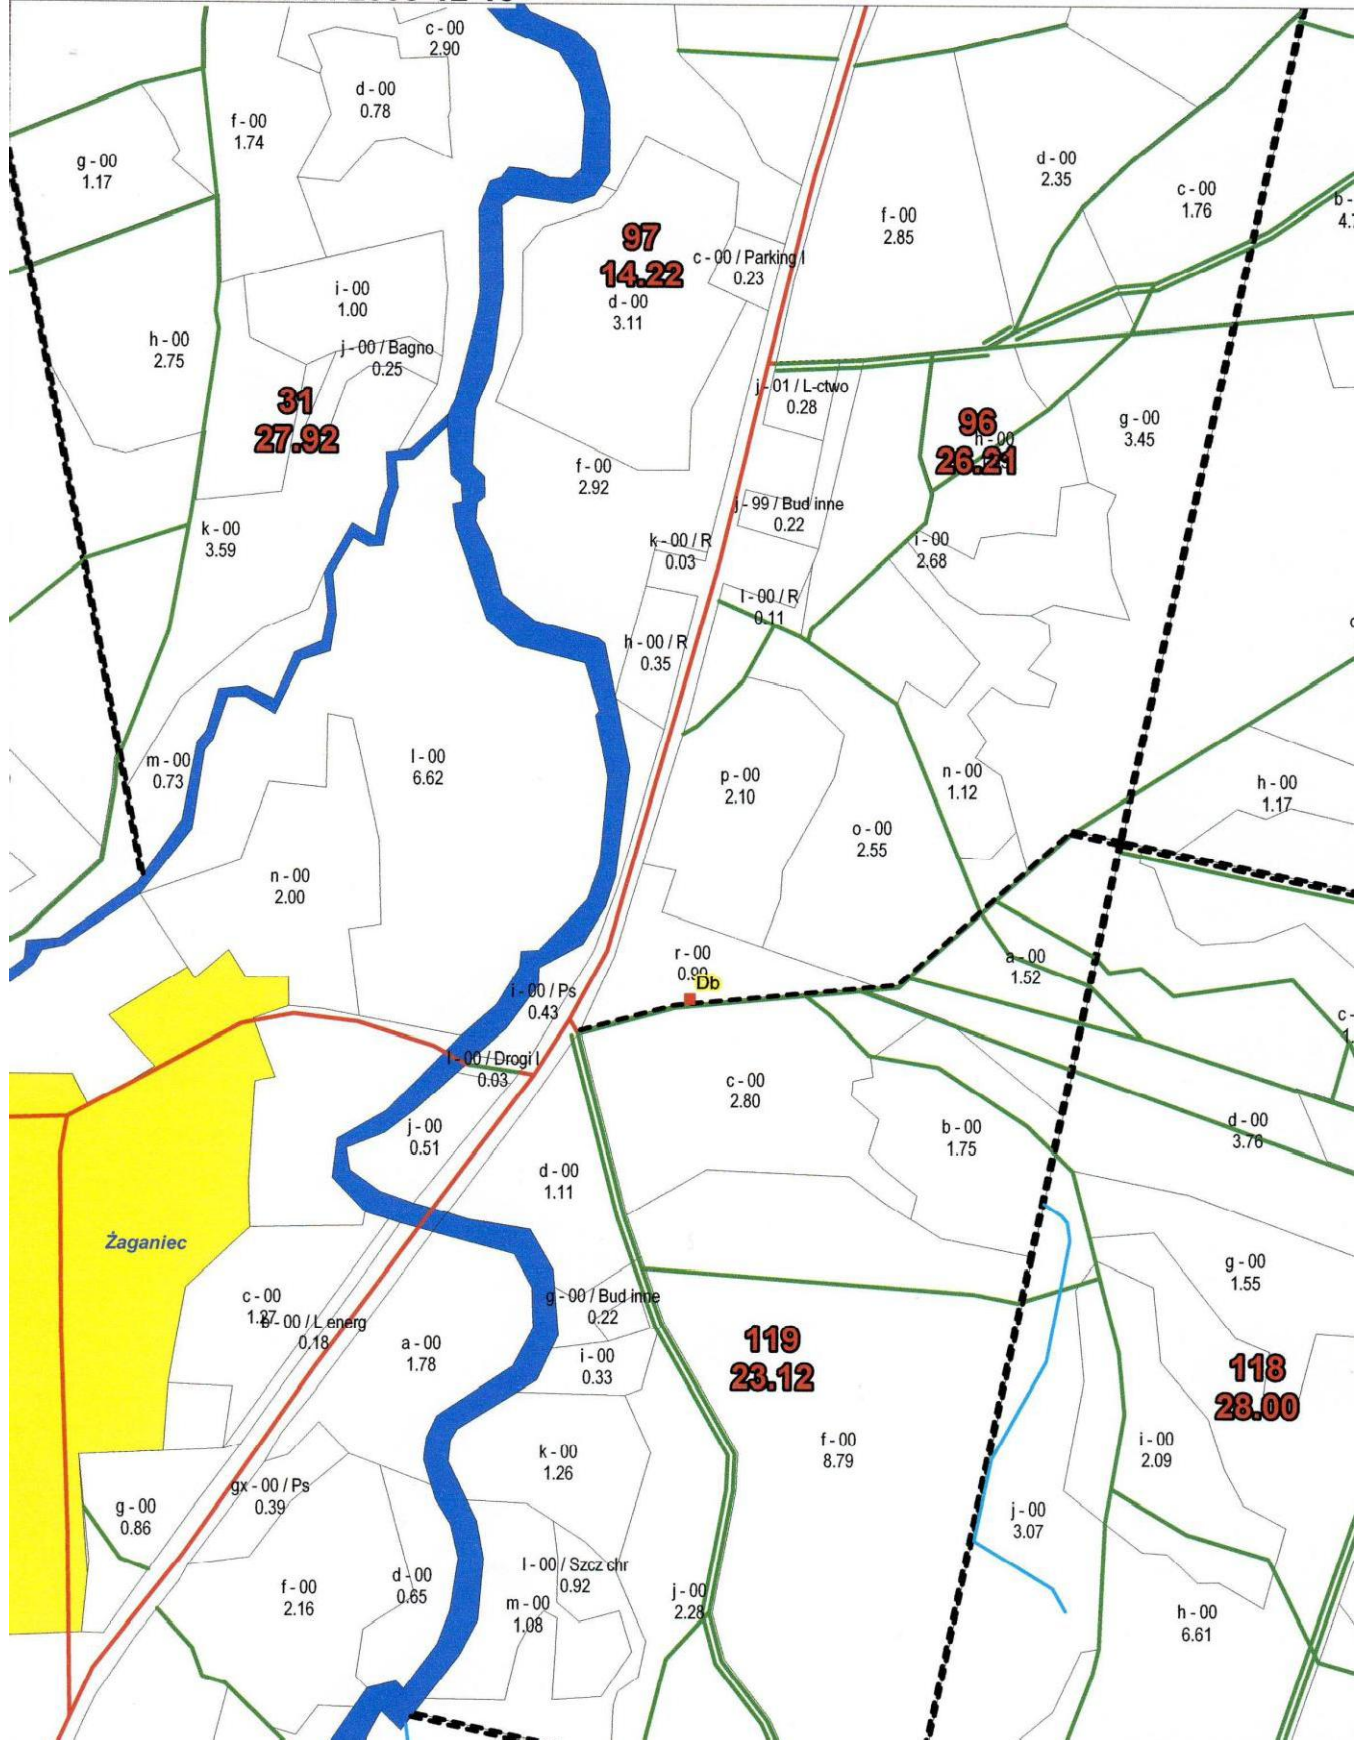 c - 00
2.90
d - 00
0.78
f - 00
1.74
g - 00
1.17
d - 00
2.35
c - 00
1.76
f - 00
2.85
97
14.22
c - 00 / Parking l
0.23
d - 00
3.11
i - 00
1.00
h - 00
2.75
j - 00 / Bagno
0.25
31
27.92
j - 01 / L-ctwo
0.28
96
26.21
h - 00
g - 00
3.45
f - 00
2.92
k - 00
3.59
j - 99 / Bud inne
0.22
k - 00 / R
0.03
i - 00
2.68
l - 00 / R
0.11
h - 00 / R
0.35
m - 00
0.73
l - 00
6.62
p - 00
2.10
n - 00
1.12
h - 00
1.17
o - 00
2.55
n - 00
2.00
r - 00
0.90
Db
a - 00
1.52
i - 00 / Ps
0.43
l - 00 / Drogi l
0.03
c - 00
2.80
j - 00
0.51
b - 00
1.75
d - 00
3.76
d - 00
1.11
Żaganiec
g - 00
1.55
c - 00
1.27
b - 00 / L energ
0.18
g - 00 / Bud inne
0.22
a - 00
1.78
i - 00
0.33
119
23.12
118
28.00
f - 00
8.79
k - 00
1.26
i - 00
2.09
gx - 00 / Ps
0.39
g - 00
0.86
j - 00
3.07
l - 00 / Szcz chr
0.92
d - 00
0.65
f - 00
2.16
m - 00
1.08
j - 00
2.28
h - 00
6.61